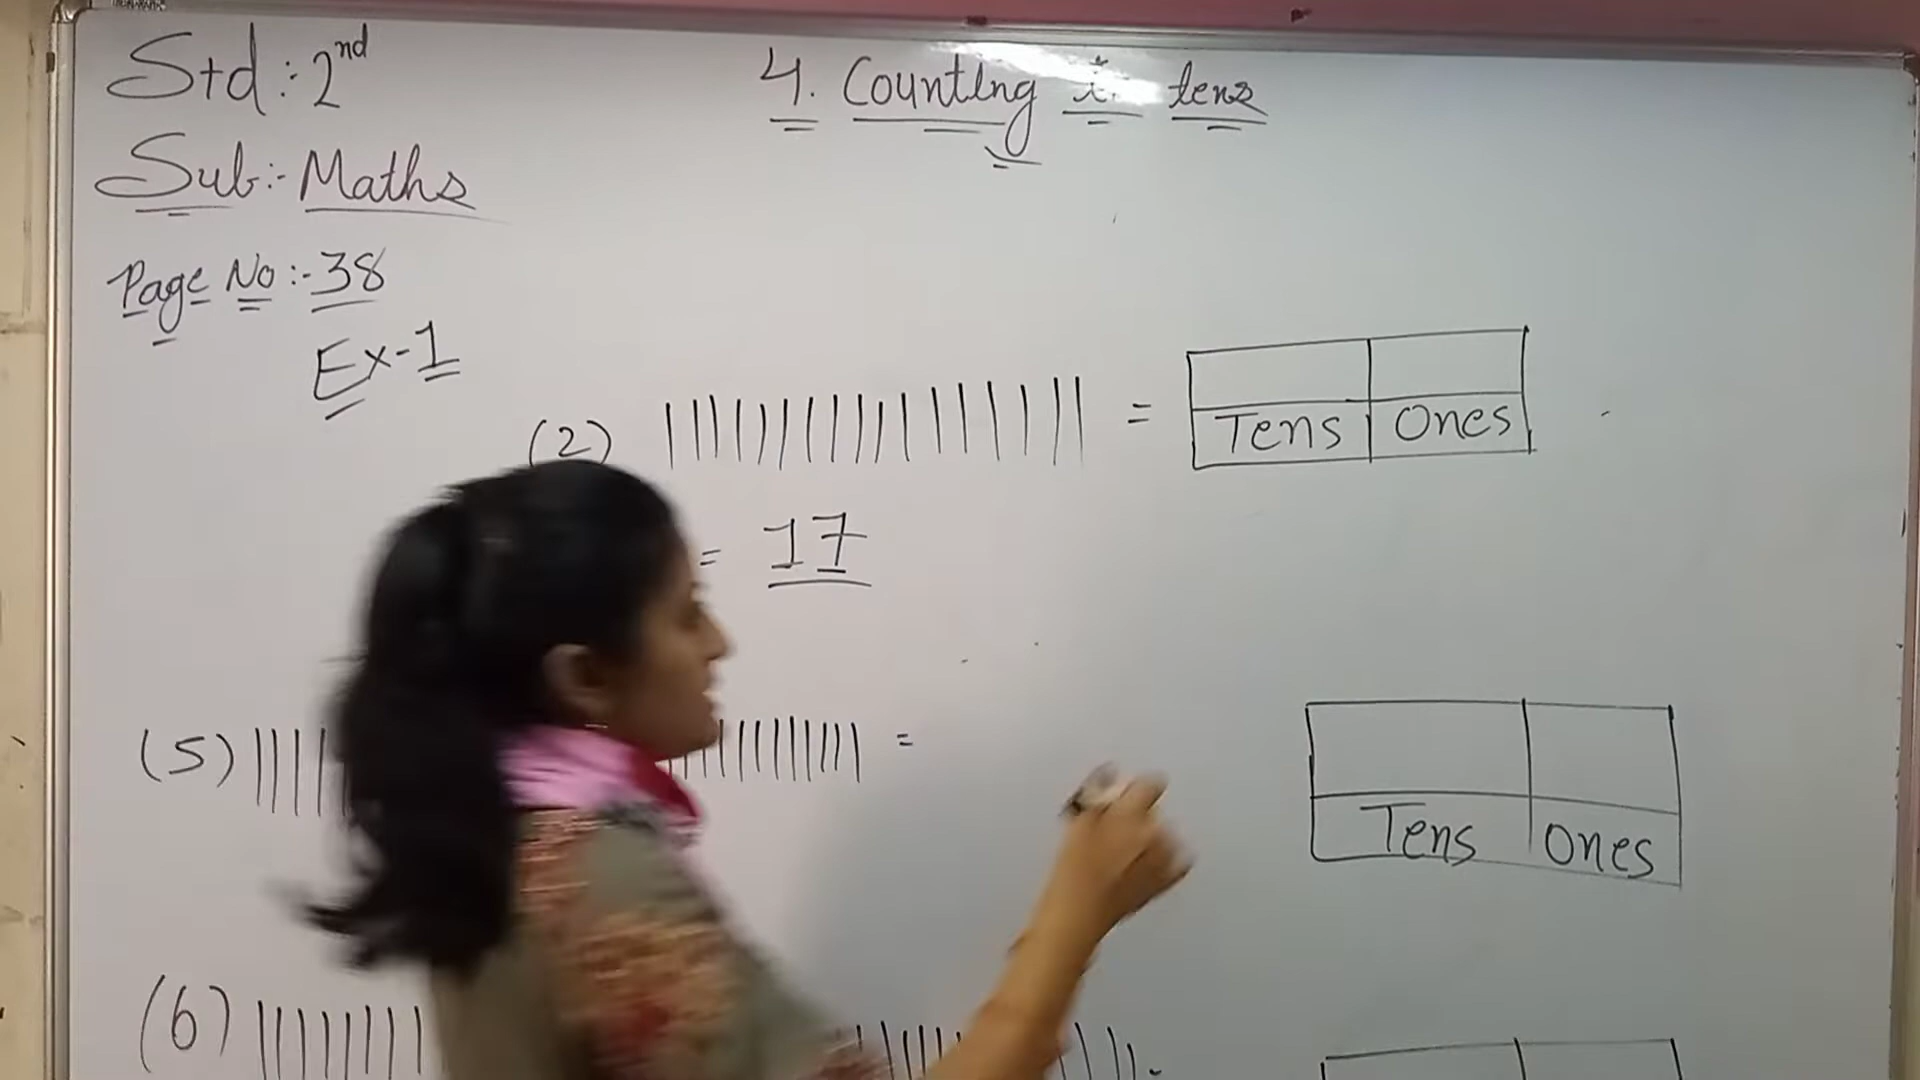 Std:- 2nd
4. Counting tens
Sub:- Maths
Page No:- 38
Ex-1
(2) = Tens Ones
= 17
(5) = Tens Ones
(6)